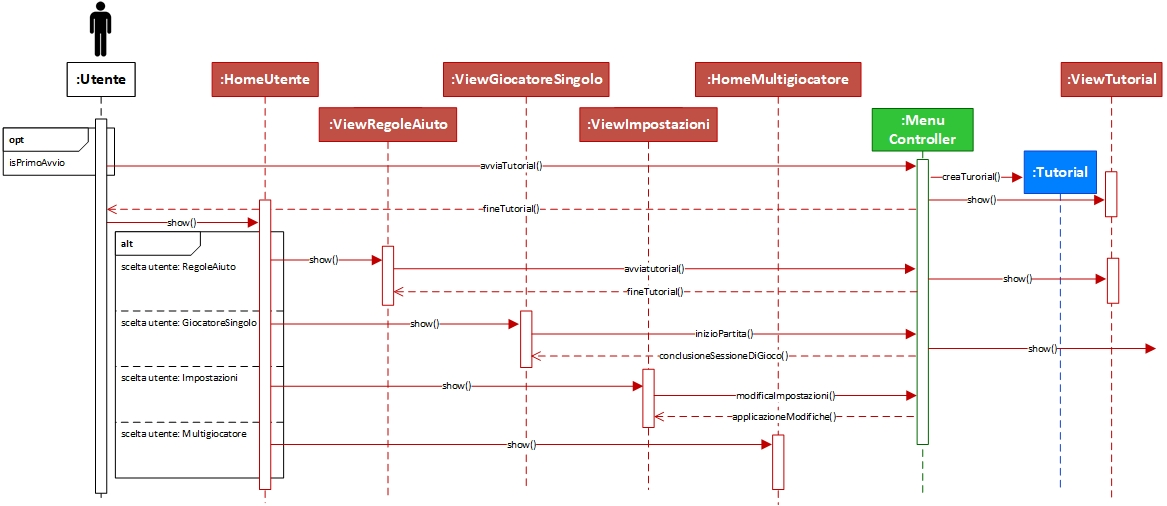 :Utente
:HomeUtente
:ViewGiocatoreSingolo
:HomeMultigiocatore
:ViewTutorial
:ViewRegoleAiuto
:ViewImpostazioni
:Menu
Controller
opt
isPrimoAvvio
avviaTutorial()
creaTurorial()
:Tutorial
show()
fineTutorial()
show()
alt
scelta utente: RegoleAiuto
show()
avviatutorial()
show()
fineTutorial()
scelta utente: GiocatoreSingolo
show()
inizioPartita()
show()
conclusioneSessioneDiGioco()
scelta utente: Impostazioni
show()
modificaImpostazioni()
applicazioneModifiche()
scelta utente: Multigiocatore
show()